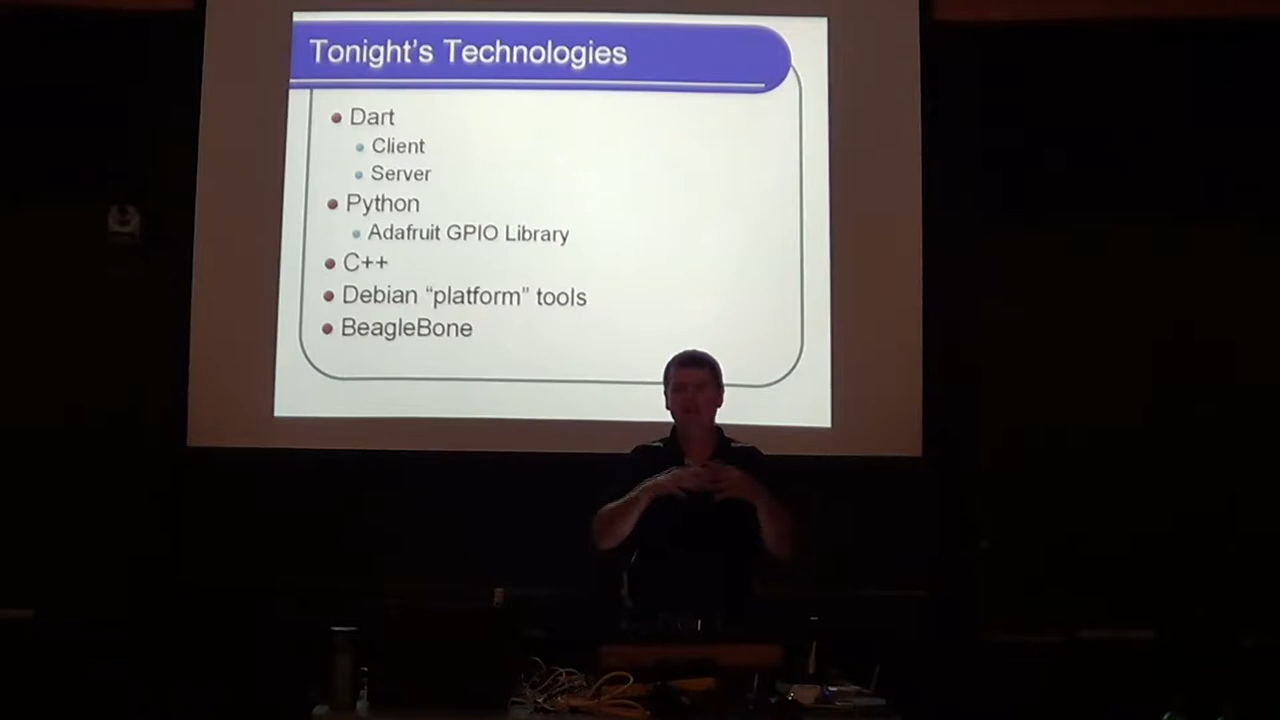 Tonight's Technologies
Dart
Client
Server
Python
Adafruit GPIO Library
C++
Debian “platform” tools
BeagleBone